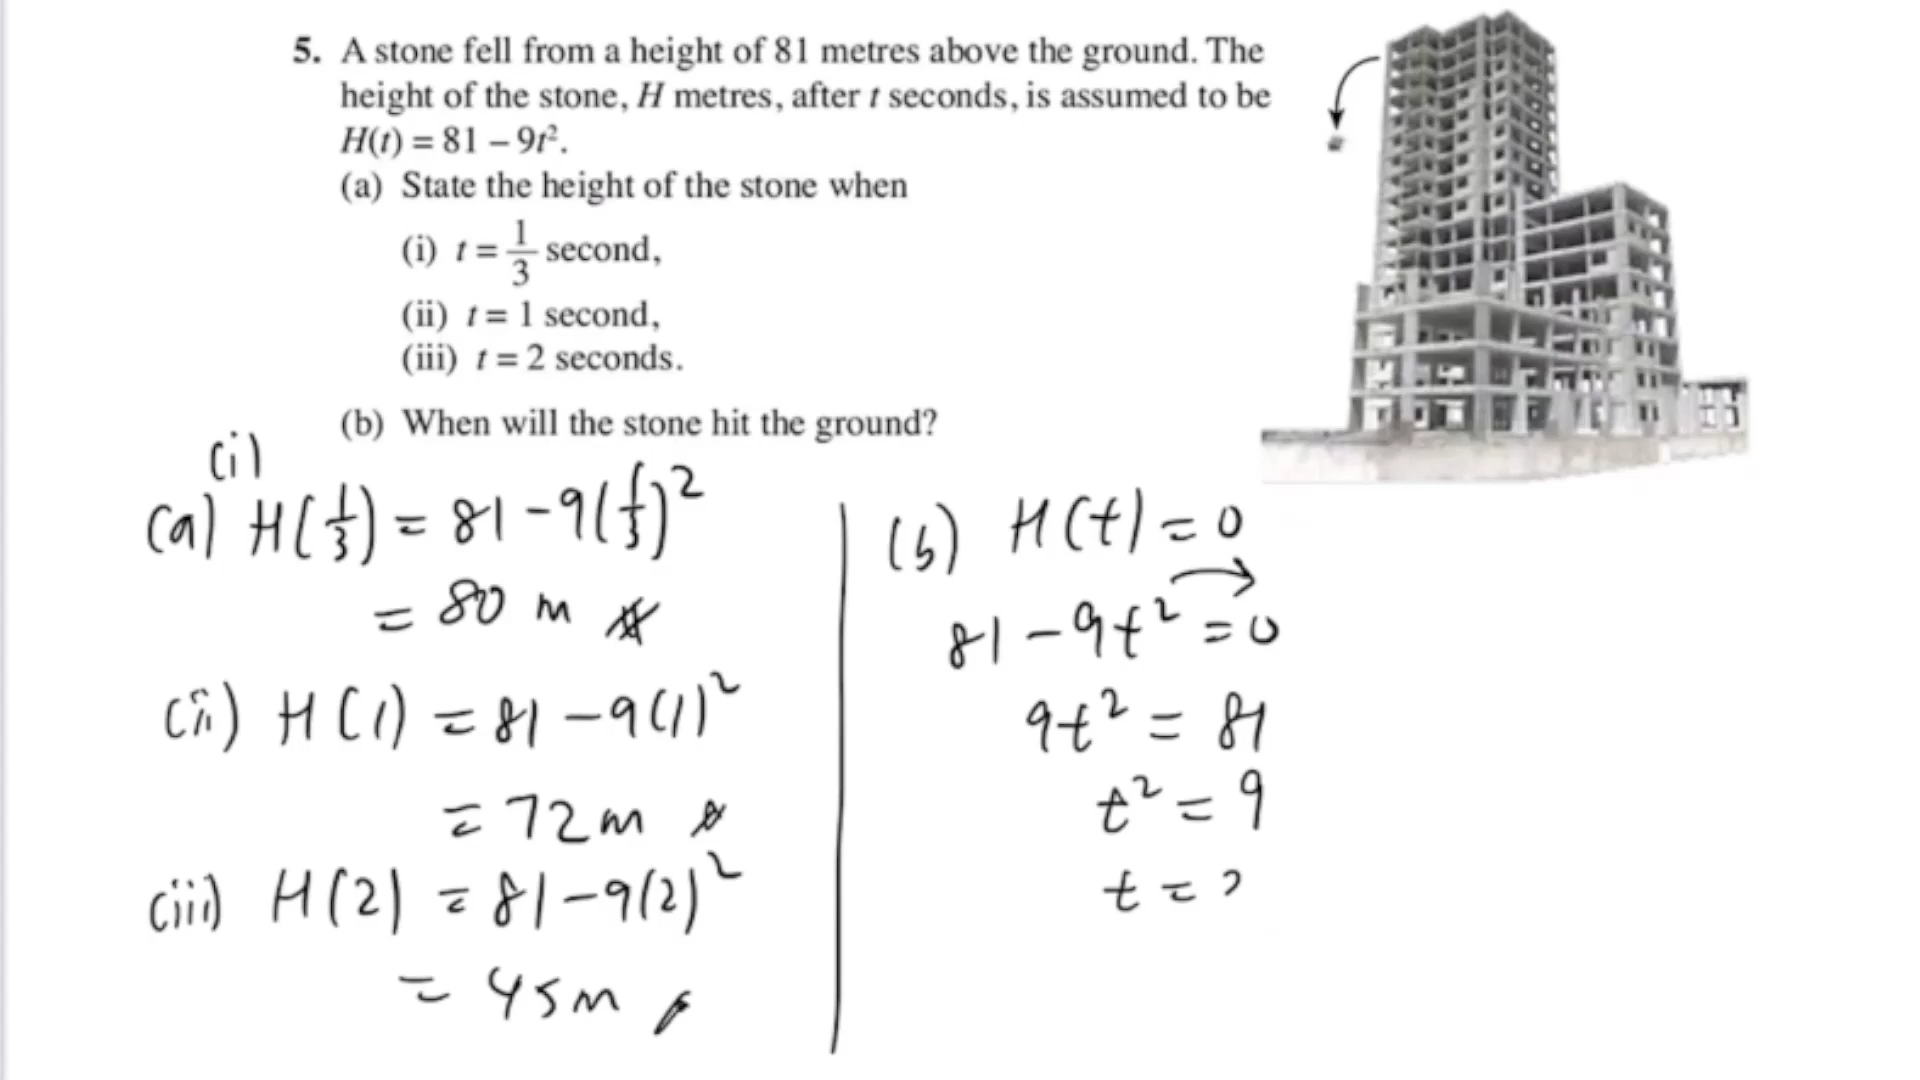 5. A stone fell from a height of 81 metres above the ground. The
height of the stone, H metres, after t seconds, is assumed to be
H(t) = 81 – 9t².
(a) State the height of the stone when
(i) t = 1/3 second,
(ii) t = 1 second,
(iii) t = 2 seconds.
(b) When will the stone hit the ground?
(i)
(a) H(1/3) = 81 - 9(1/3)²
= 80 m
(ii) H(1) = 81 - 9(1)²
= 72m
(iii) H(2) = 81 - 9(2)²
= 45m
(b) H(t) = 0
81 - 9t² = 0
9t² = 81
t² = 9
t =